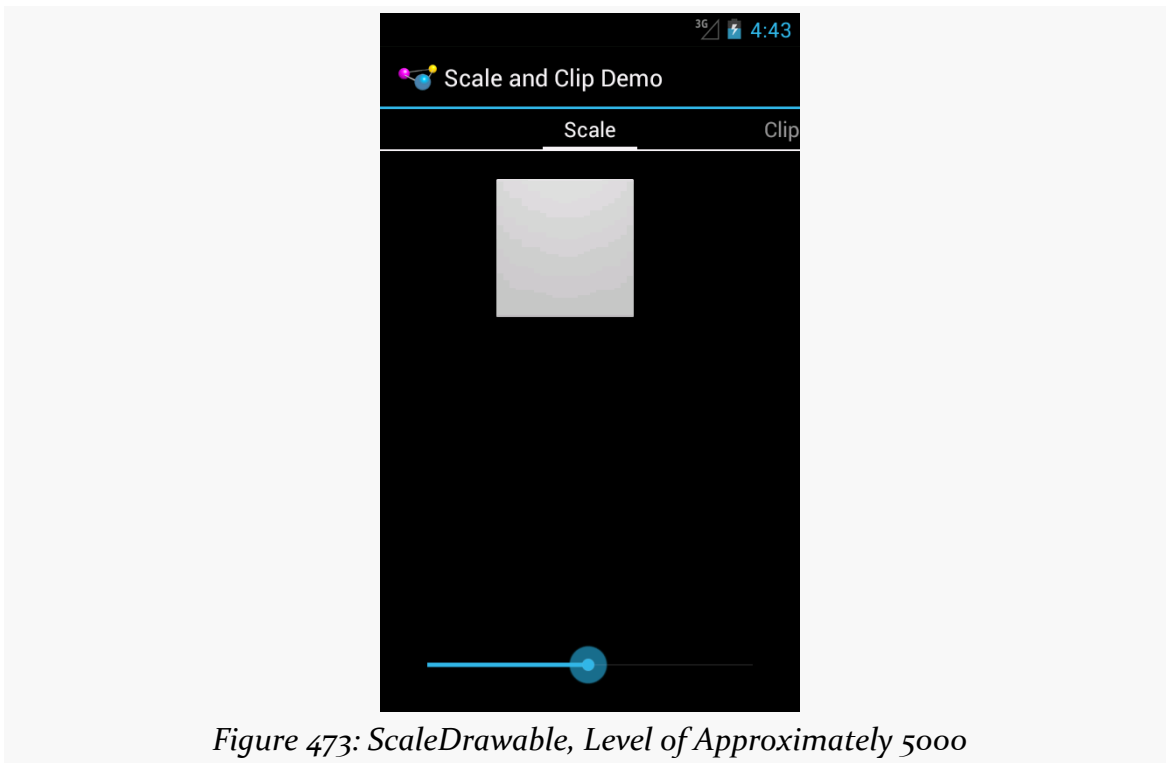 3G 4:43
Scale and Clip Demo
Scale Clip
Figure 473: ScaleDrawable, Level of Approximately 5000